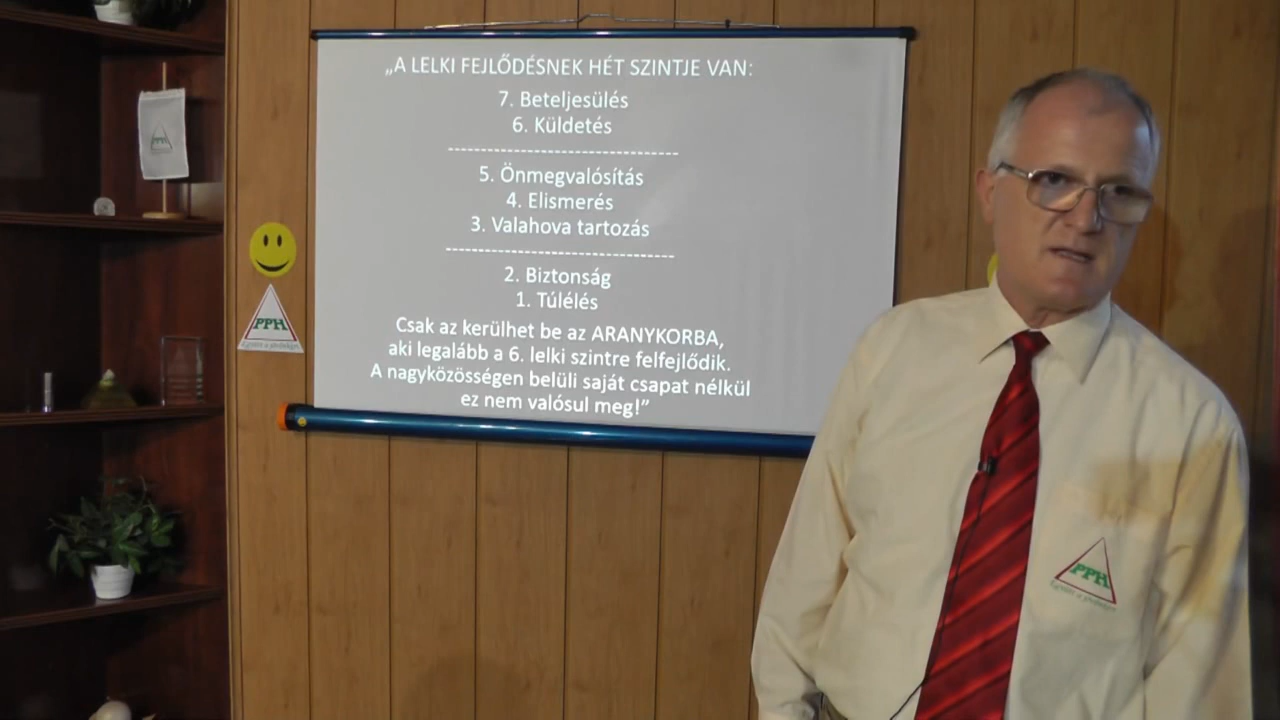 „A LELKI FEJLŐDÉSNEK HÉT SZINTJE VAN:
7. Beteljesülés
6. Küldetés
-----------------------------------
5. Önmegvalósítás
4. Elismerés
3. Valahova tartozás
-----------------------------------
2. Biztonság
1. Túlélés
Csak az kerülhet be az ARANYKORBA,
aki legalább a 6. lelki szintre felfejlődik.
A nagyközösségen belüli saját csapat nélkül
ez nem valósul meg!”
PPH
PPH